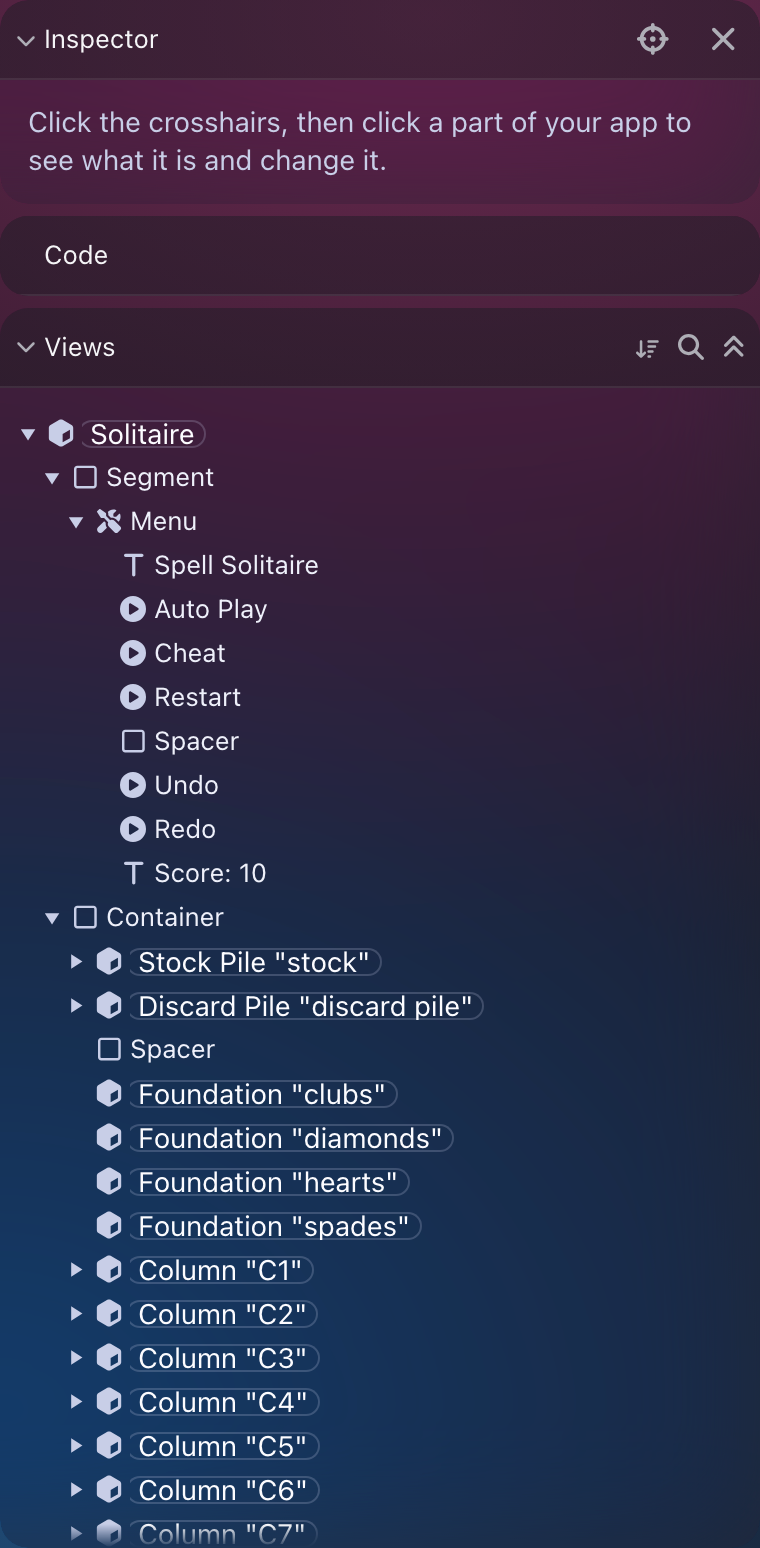 Inspector
Click the crosshairs, then click a part of your app to
see what it is and change it.
Code
Views
Solitaire
Segment
Menu
Spell Solitaire
Auto Play
Cheat
Restart
Spacer
Undo
Redo
Score: 10
Container
Stock Pile "stock"
Discard Pile "discard pile"
Spacer
Foundation "clubs"
Foundation "diamonds"
Foundation "hearts"
Foundation "spades"
Column "C1"
Column "C2"
Column "C3"
Column "C4"
Column "C5"
Column "C6"
Column "C7"